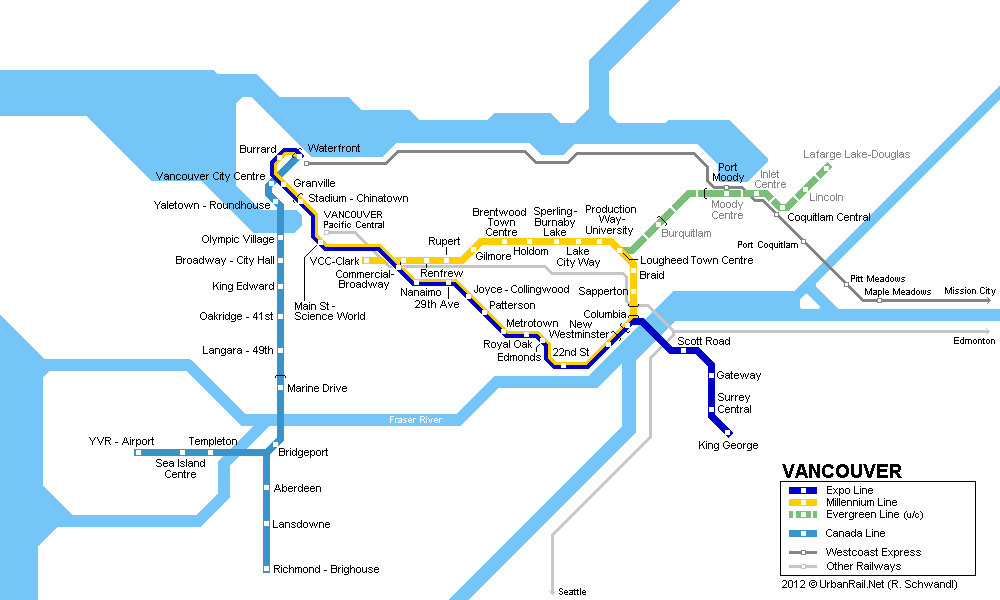 Burrard
Waterfront
Vancouver City Centre
Granville
Yaletown - Roundhouse
Stadium - Chinatown
VANCOUVER
Pacific Central
Olympic Village
Broadway - City Hall
VCC-Clark
King Edward
Main St -
Science World
Oakridge - 41st
Langara - 49th
Marine Drive
Bridgeport
YVR - Airport
Templeton
Sea Island
Centre
Aberdeen
Lansdowne
Richmond - Brighouse
Commercial-
Broadway
Rupert
Renfrew
Nanaimo
29th Ave
Gilmore
Brentwood
Town
Centre
Holdom
Sperling-
Burnaby
Lake
Lake
City Way
Production
Way-
University
Lougheed Town Centre
Braid
Sapperton
Columbia
New
Westminster
22nd St
Edmonds
Royal Oak
Metrotown
Patterson
Joyce - Collingwood
Scott Road
Gateway
Surrey
Central
King George
Burquitlam
Port
Moody
Moody
Centre
Inlet
Centre
Lafarge Lake-Douglas
Lincoln
Coquitlam Central
Port Coquitlam
Pitt Meadows
Maple Meadows
Mission City
Edmonton
Seattle
Fraser River
VANCOUVER
Expo Line
Millennium Line
Evergreen Line (u/c)
Canada Line
Westcoast Express
Other Railways
2012 © UrbanRail.Net (R. Schwandl)